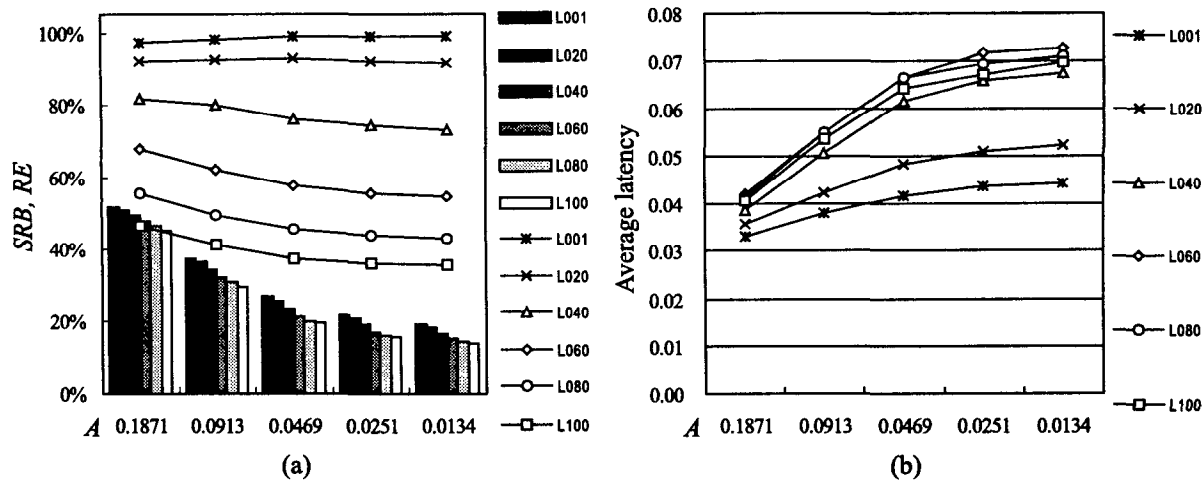 SRB, RE
100%
80%
60%
40%
20%
0%
A 0.1871 0.0913 0.0469 0.0251 0.0134
L001
L020
L040
L060
L080
L100
L001
L020
L040
L060
L080
L100
(a)
Average latency
0.08
0.07
0.06
0.05
0.04
0.03
0.02
0.01
0.00
A 0.1871 0.0913 0.0469 0.0251 0.0134
L001
L020
L040
L060
L080
L100
(b)